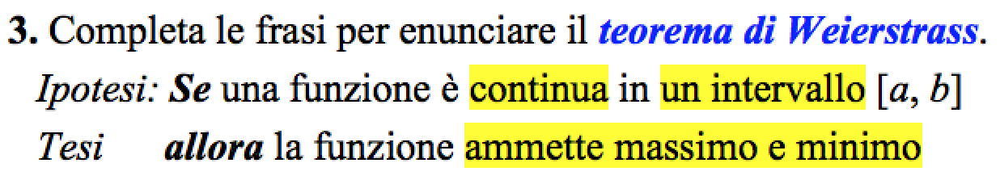 3. Completa le frasi per enunciare il teorema di Weierstrass.
Ipotesi: Se una funzione è continua in un intervallo [a, b]
Tesi allora la funzione ammette massimo e minimo